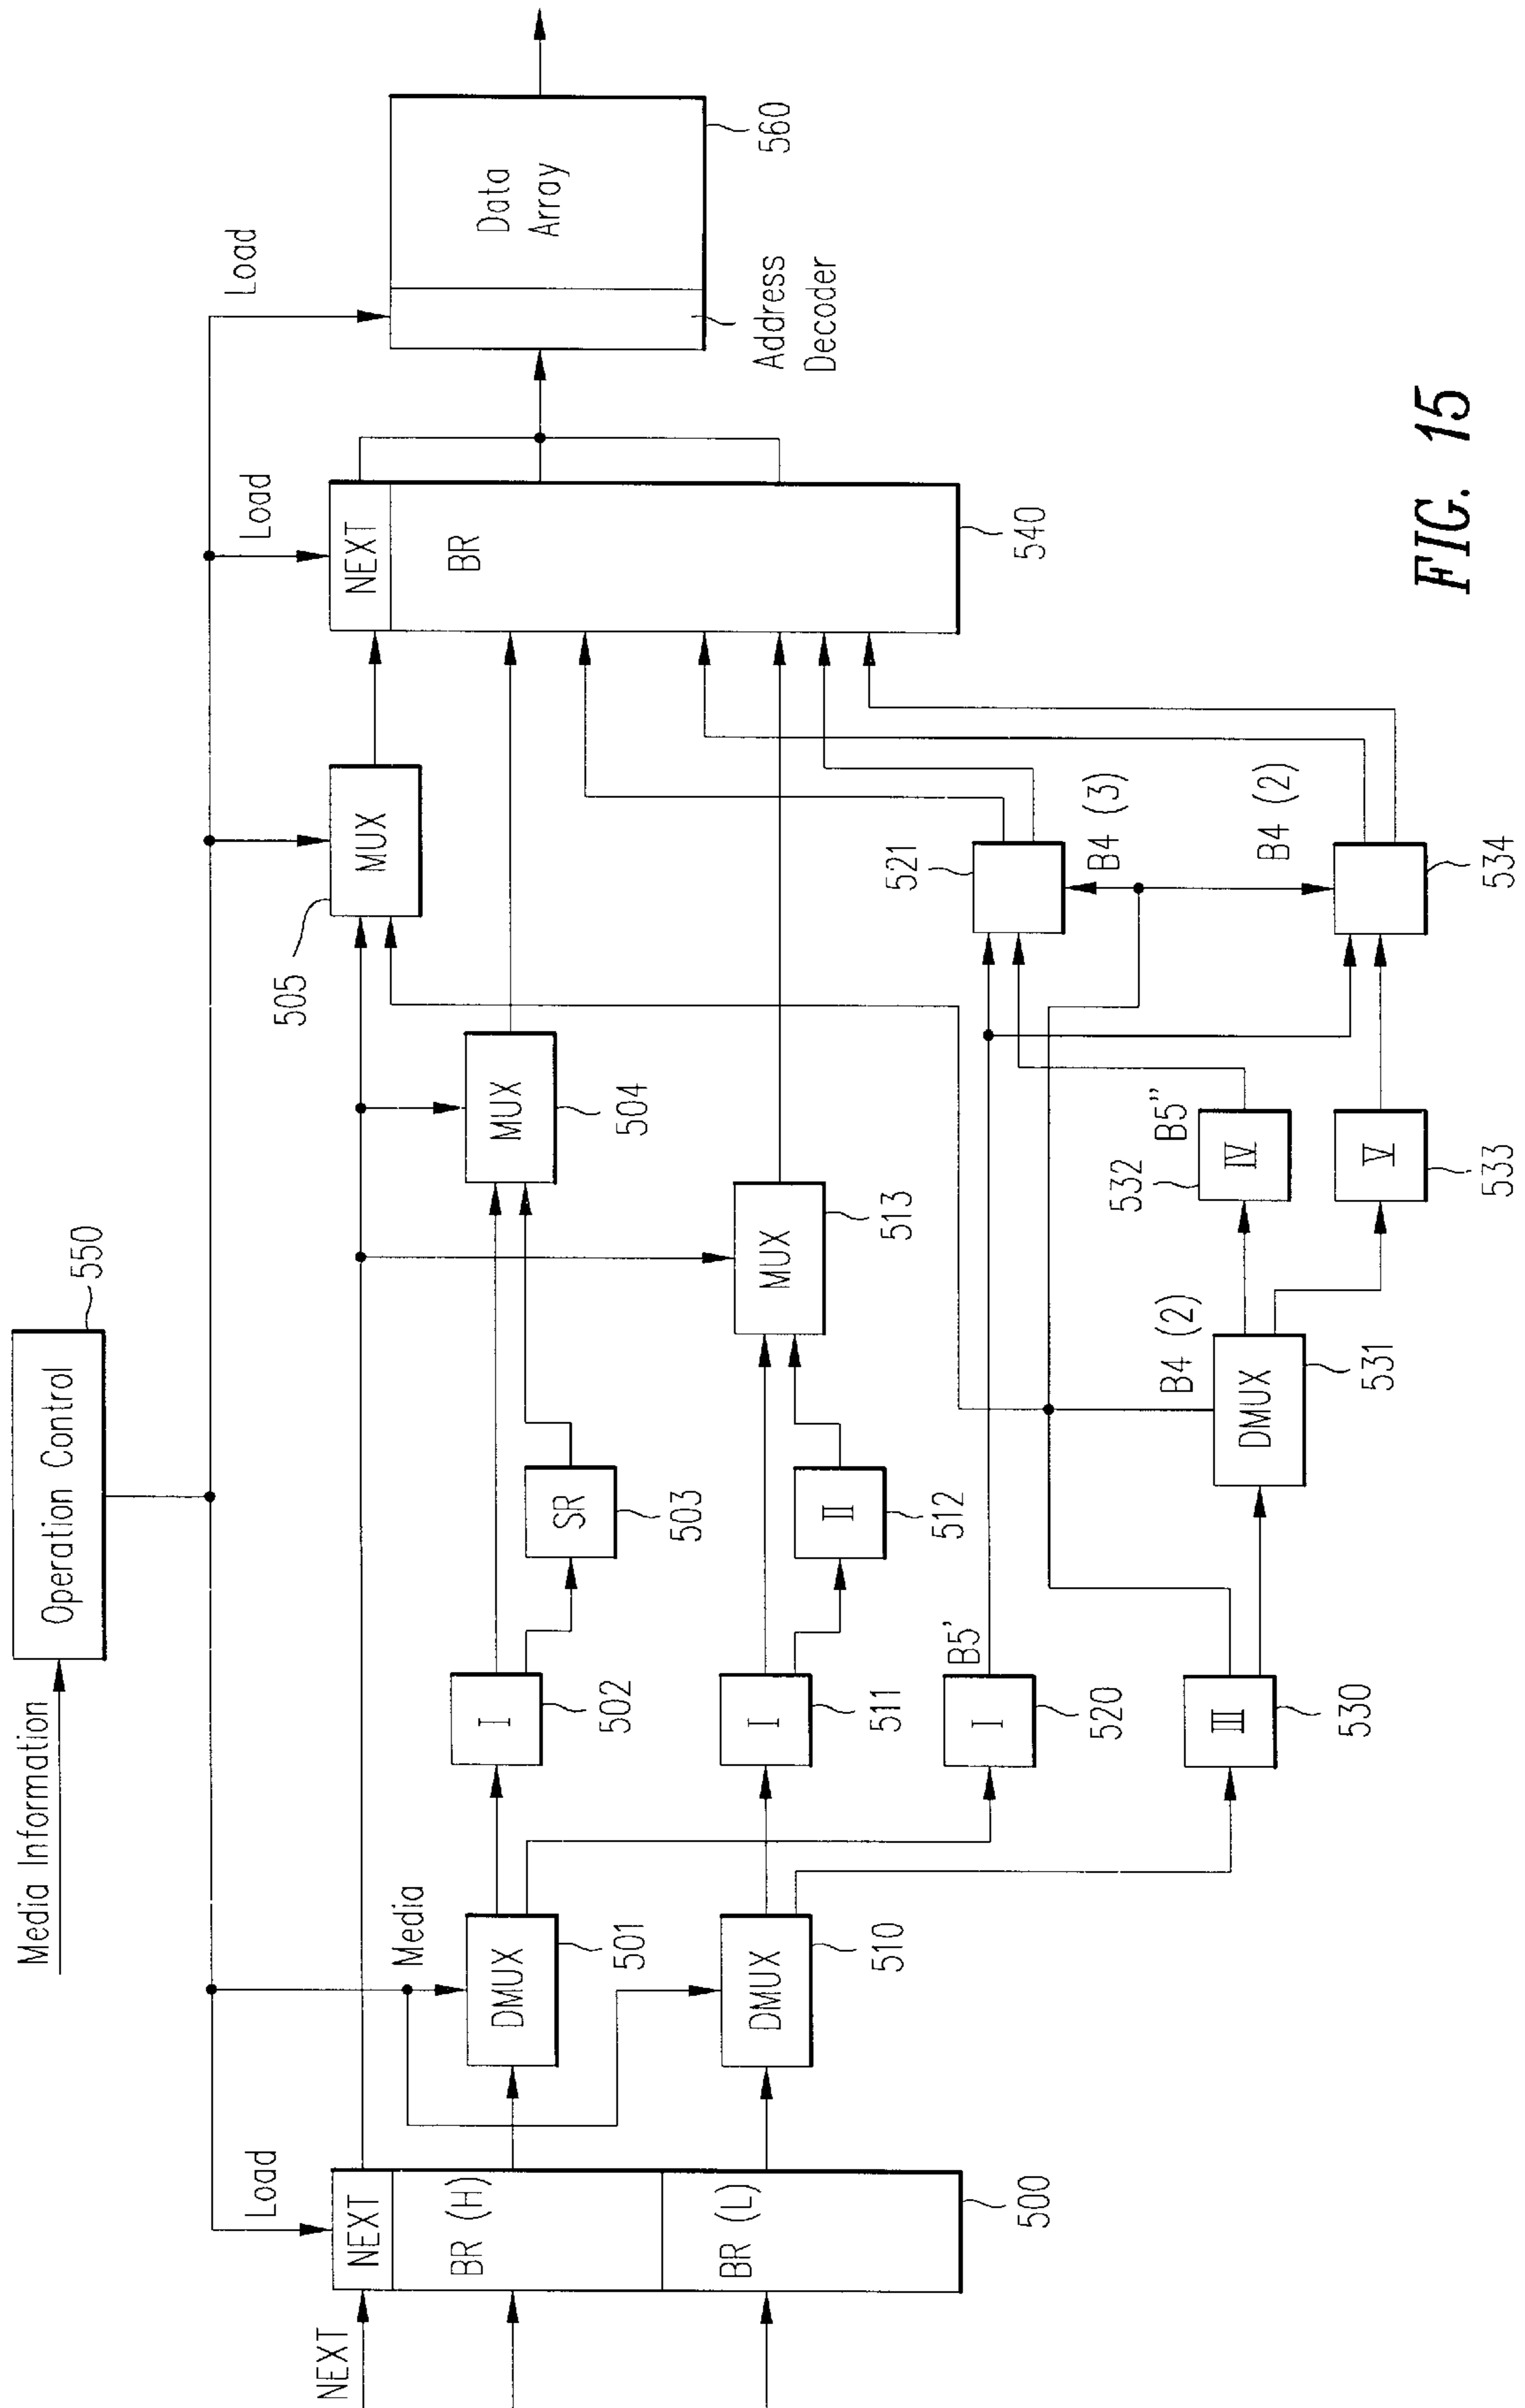 Media Information
Operation Control
550
Load
Media
Load
Load
NEXT
NEXT
BR (H)
BR (L)
500
DMUX
501
DMUX
510
I
502
I
511
B5'
I
520
III
530
SR
503
II
512
B4 (2)
DMUX
531
MUX
504
MUX
513
B5"
IV
532
V
533
505
MUX
521
B4 (3)
B4 (2)
534
NEXT
BR
540
Data
Array
560
Address
Decoder
FIG. 15